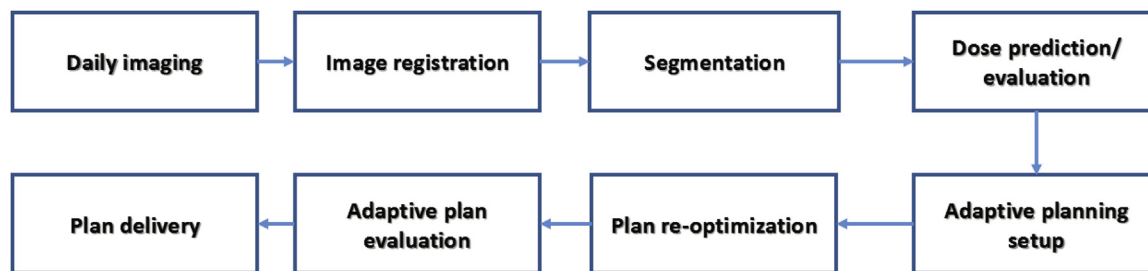 Daily imaging
Image registration
Segmentation
Dose prediction/
evaluation
Adaptive planning
setup
Plan re-optimization
Adaptive plan
evaluation
Plan delivery